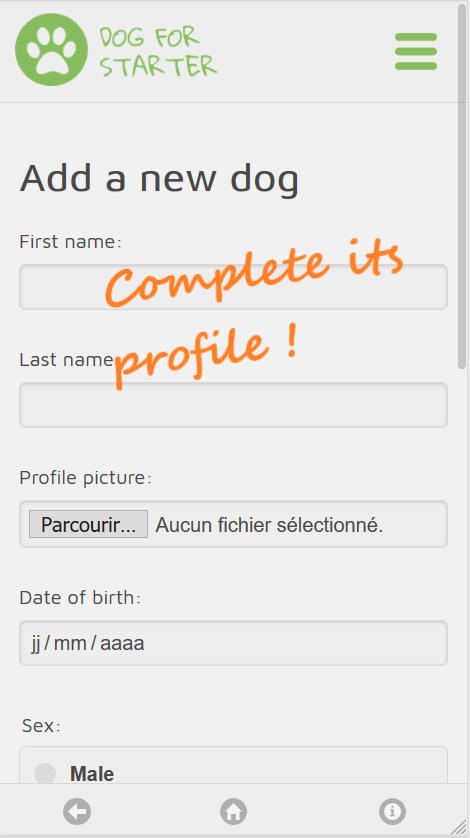 DOG FOR
STARTER
Add a new dog
First name:
Complete its
profile !
Last name
Profile picture:
Parcourir... Aucun fichier sélectionné.
Date of birth:
jj / mm / aaaa
Sex:
Male